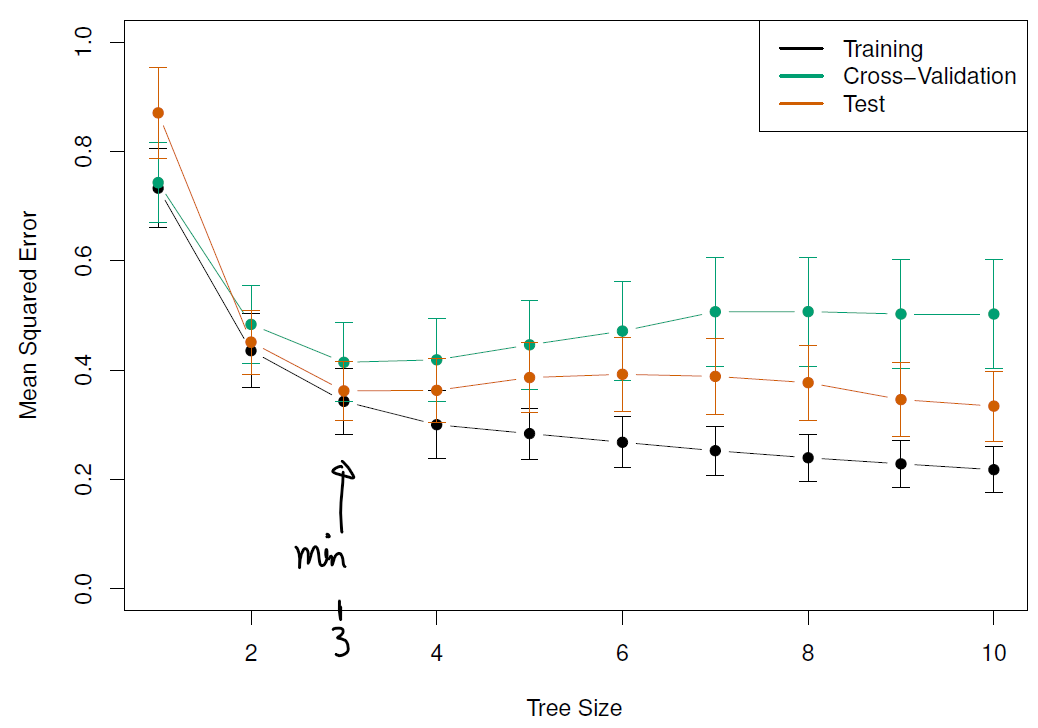 Training
Cross−Validation
Test
Mean Squared Error
1.0
0.8
0.6
0.4
0.2
0.0
min
3
2
4
6
8
10
Tree Size